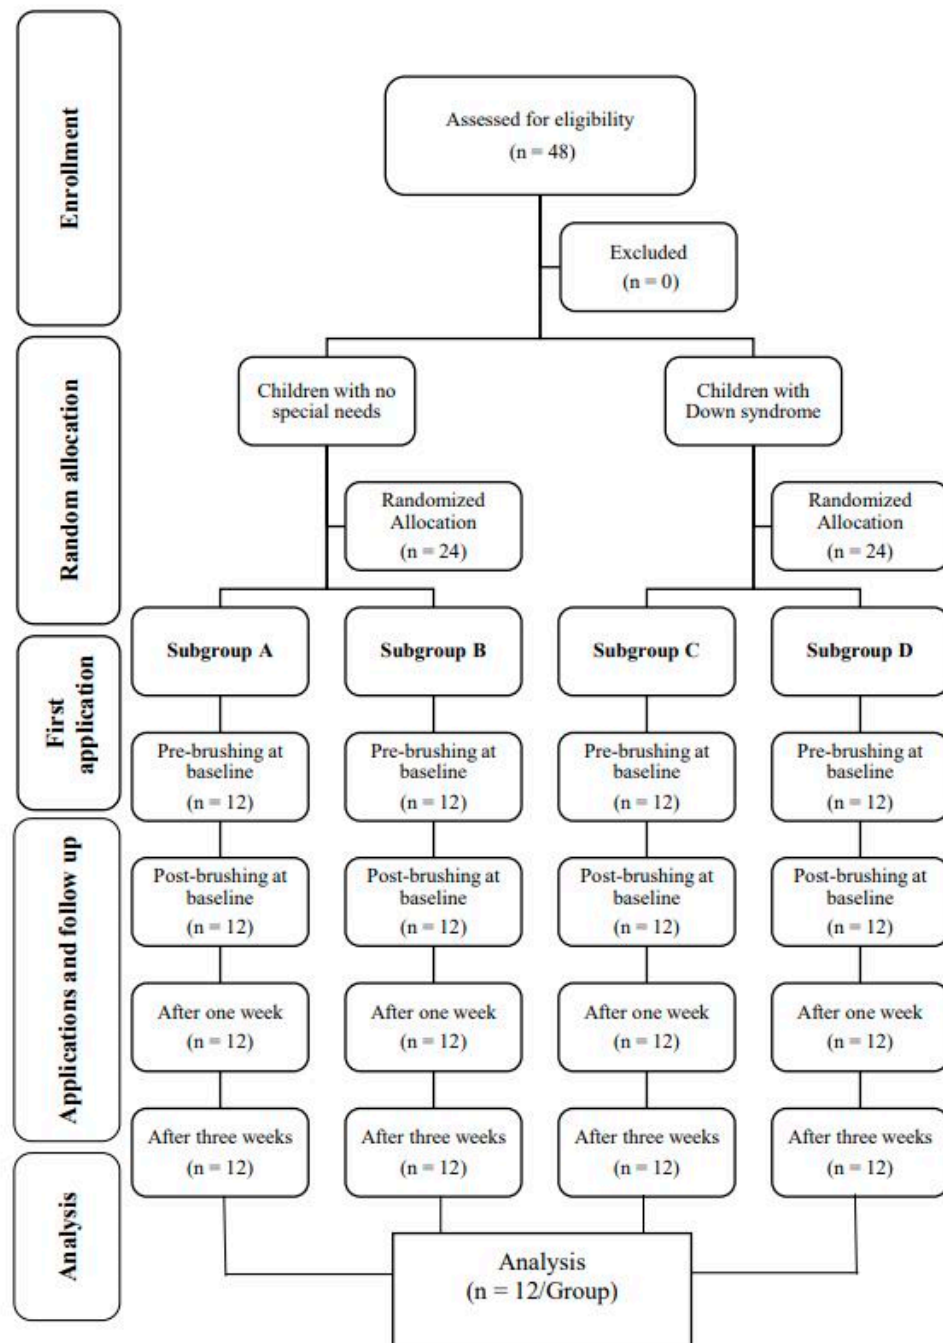 Enrollment
Assessed for eligibility
(n = 48)
Excluded
(n = 0)
Random allocation
Children with no
special needs
Children with
Down syndrome
Randomized
Allocation
(n = 24)
Randomized
Allocation
(n = 24)
Subgroup A
Subgroup B
Subgroup C
Subgroup D
First
application
Pre-brushing at
baseline
(n = 12)
Pre-brushing at
baseline
(n = 12)
Pre-brushing at
baseline
(n = 12)
Pre-brushing at
baseline
(n = 12)
Applications and follow up
Post-brushing at
baseline
(n = 12)
Post-brushing at
baseline
(n = 12)
Post-brushing at
baseline
(n = 12)
Post-brushing at
baseline
(n = 12)
After one week
(n = 12)
After one week
(n = 12)
After one week
(n = 12)
After one week
(n = 12)
After three weeks
(n = 12)
After three weeks
(n = 12)
After three weeks
(n = 12)
After three weeks
(n = 12)
Analysis
Analysis
(n = 12/Group)